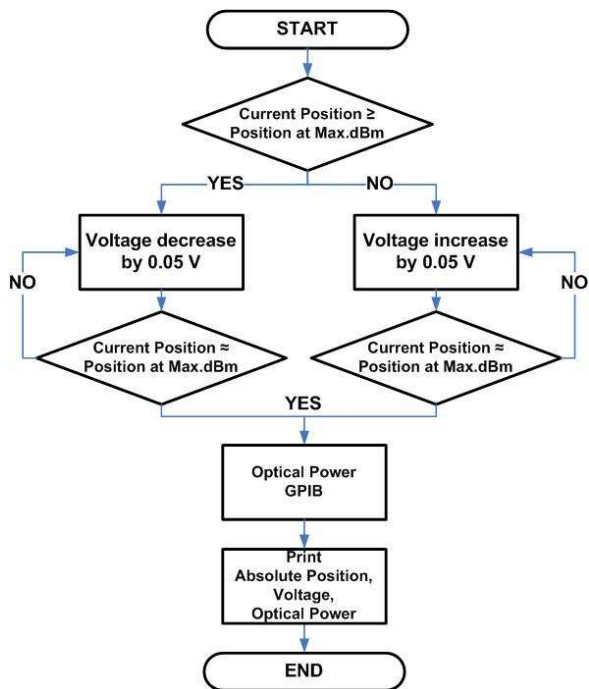 START
Current Position ≥
Position at Max.dBm
YES
NO
Voltage decrease
by 0.05 V
Voltage increase
by 0.05 V
NO
NO
Current Position ≈
Position at Max.dBm
Current Position ≈
Position at Max.dBm
YES
Optical Power
GPIB
Print
Absolute Position,
Voltage,
Optical Power
END